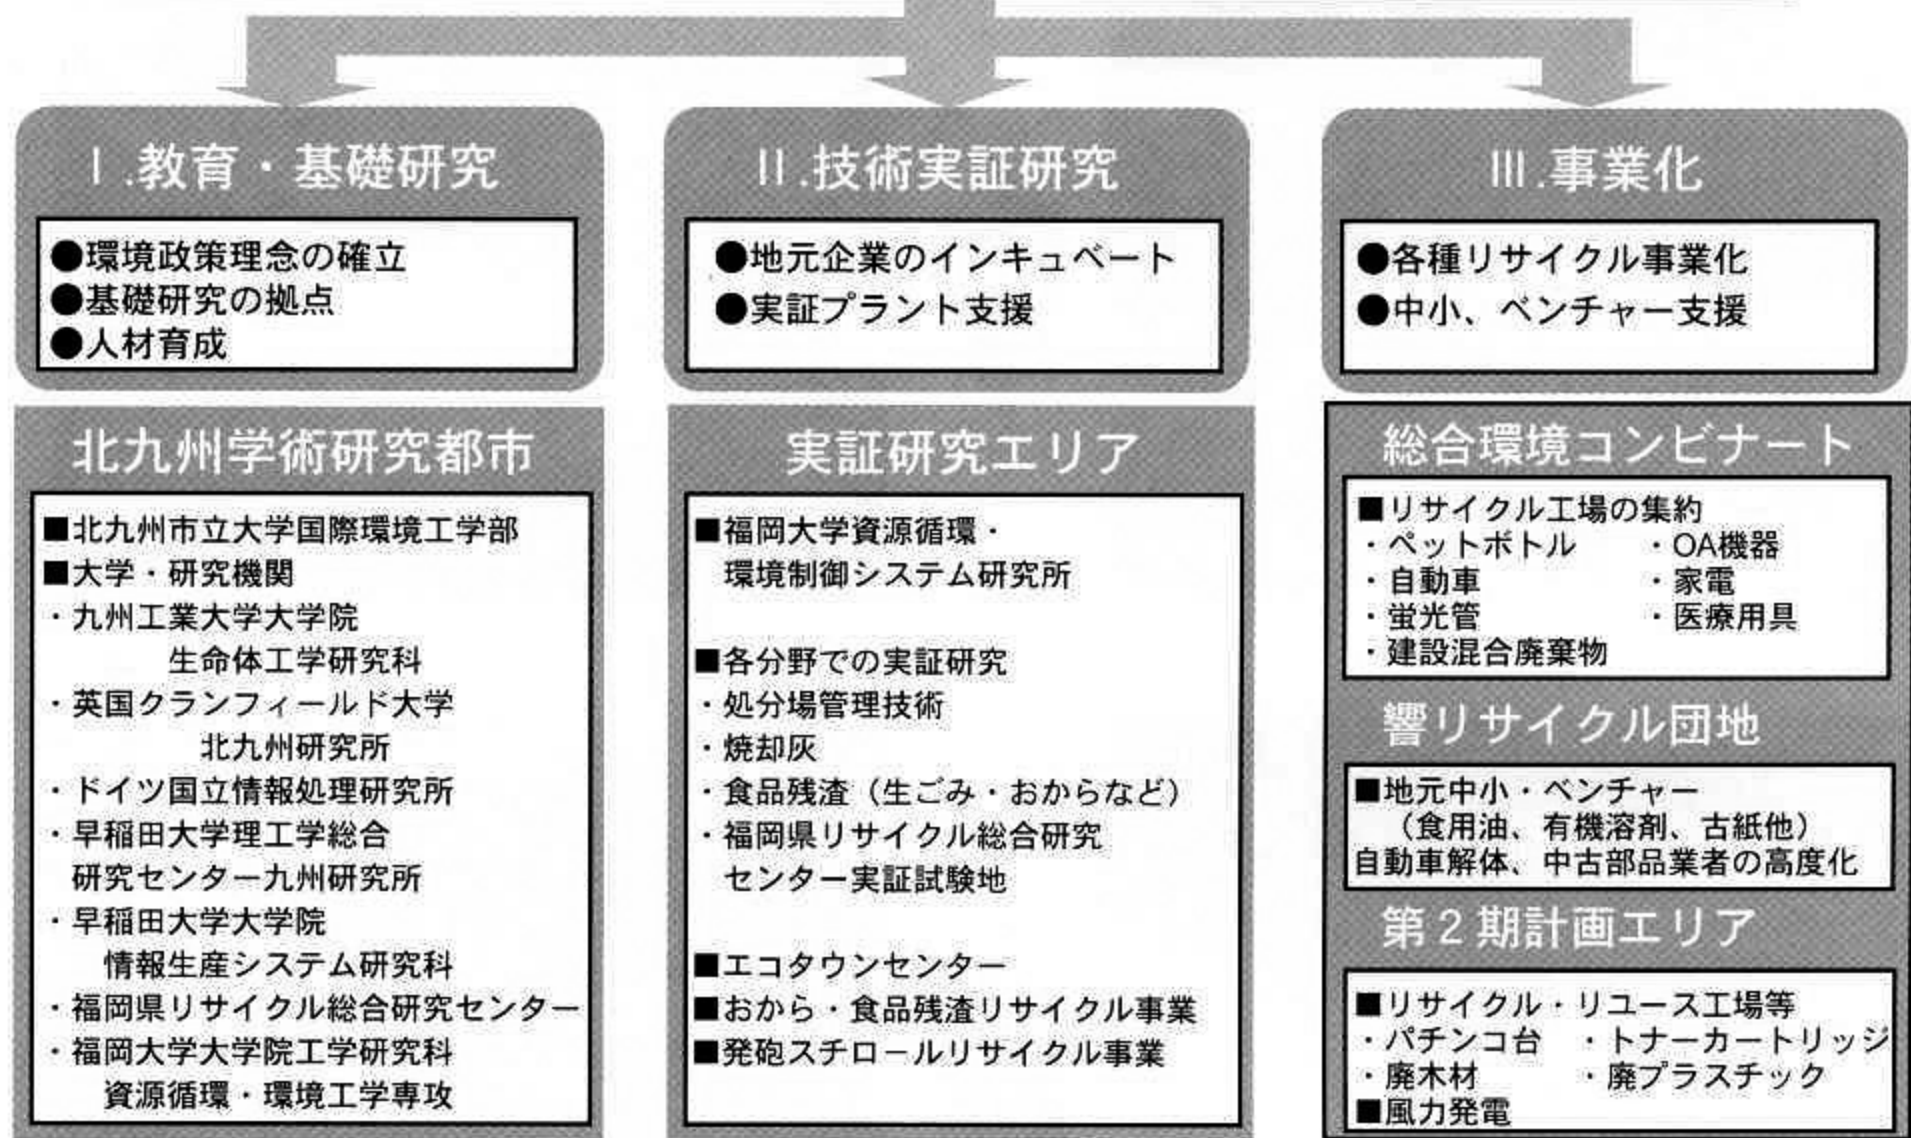 Ⅰ.教育・基礎研究
●環境政策理念の確立
●基礎研究の拠点
●人材育成
北九州学術研究都市
■北九州市立大学国際環境工学部
■大学・研究機関
・九州工業大学大学院
生命体工学研究科
・英国クランフィールド大学
北九州研究所
・ドイツ国立情報処理研究所
・早稲田大学理工学総合
研究センター九州研究所
・早稲田大学大学院
情報生産システム研究科
・福岡県リサイクル総合研究センター
・福岡大学大学院工学研究科
資源循環・環境工学専攻
Ⅱ.技術実証研究
●地元企業のインキュベート
●実証プラント支援
実証研究エリア
■福岡大学資源循環・
環境制御システム研究所
■各分野での実証研究
・処分場管理技術
・焼却灰
・食品残渣（生ごみ・おからなど）
・福岡県リサイクル総合研究
センター実証試験地
■エコタウンセンター
■おから・食品残渣リサイクル事業
■発砲スチロールリサイクル事業
Ⅲ.事業化
●各種リサイクル事業化
●中小、ベンチャー支援
総合環境コンビナート
■リサイクル工場の集約
・ペットボトル ・OA機器
・自動車 ・家電
・蛍光管 ・医療用具
・建設混合廃棄物
響リサイクル団地
■地元中小・ベンチャー
（食用油、有機溶剤、古紙他）
自動車解体、中古部品業者の高度化
第２期計画エリア
■リサイクル・リユース工場等
・パチンコ台 ・トナーカートリッジ
・廃木材 ・廃プラスチック
■風力発電